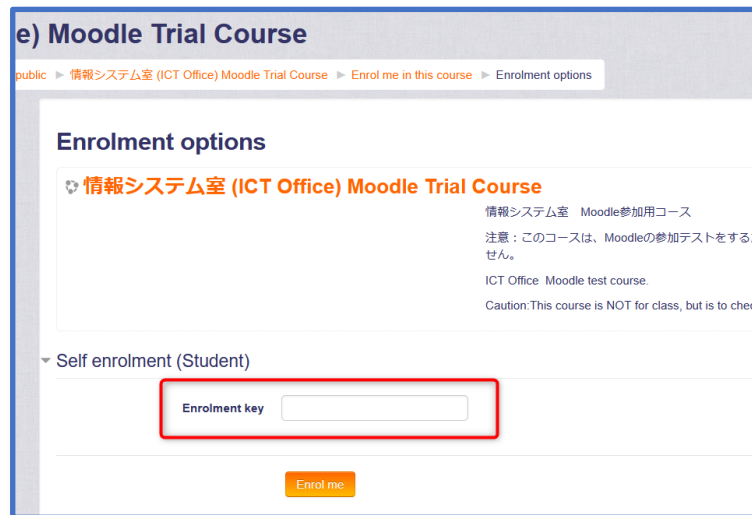 e) Moodle Trial Course
public ► 情報システム室 (ICT Office) Moodle Trial Course ► Enrol me in this course ► Enrolment options
Enrolment options
情報システム室 (ICT Office) Moodle Trial Course
情報システム室　Moodle参加用コース
注意：このコースは、Moodleの参加テストをする
せん。
ICT Office Moodle test course.
Caution:This course is NOT for class, but is to chec
Self enrolment (Student)
Enrolment key
Enrol me